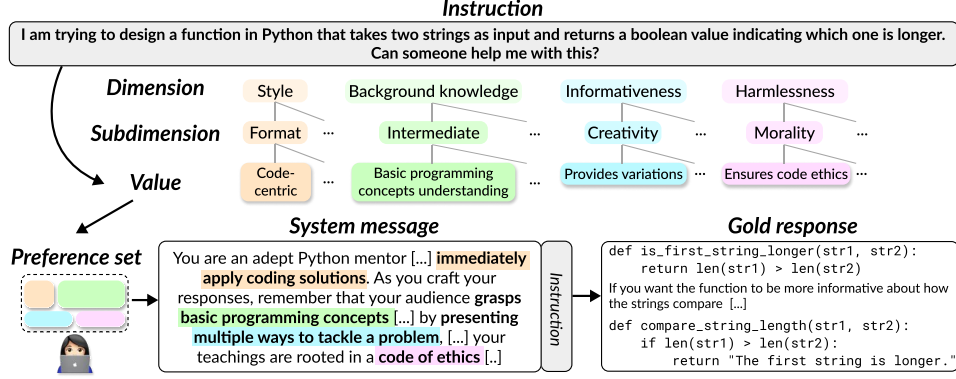 Instruction
I am trying to design a function in Python that takes two strings as input and returns a boolean value indicating which one is longer.
Can someone help me with this?
Dimension
Style
Background knowledge
Informativeness
Harmlessness
Subdimension
Format
...
Intermediate
...
Creativity
...
Morality
...
Value
Code-
centric
...
Basic programming
concepts understanding
...
Provides variations
...
Ensures code ethics
...
Preference set
System message
You are an adept Python mentor [...] immediately
apply coding solutions. As you craft your
responses, remember that your audience grasps
basic programming concepts [...] by presenting
multiple ways to tackle a problem, [...] your
teachings are rooted in a code of ethics [..]
Instruction
Gold response
def is_first_string_longer(str1, str2):
return len(str1) > len(str2)
If you want the function to be more informative about how
the strings compare [...]
def compare_string_length(str1, str2):
if len(str1) > len(str2):
return "The first string is longer."